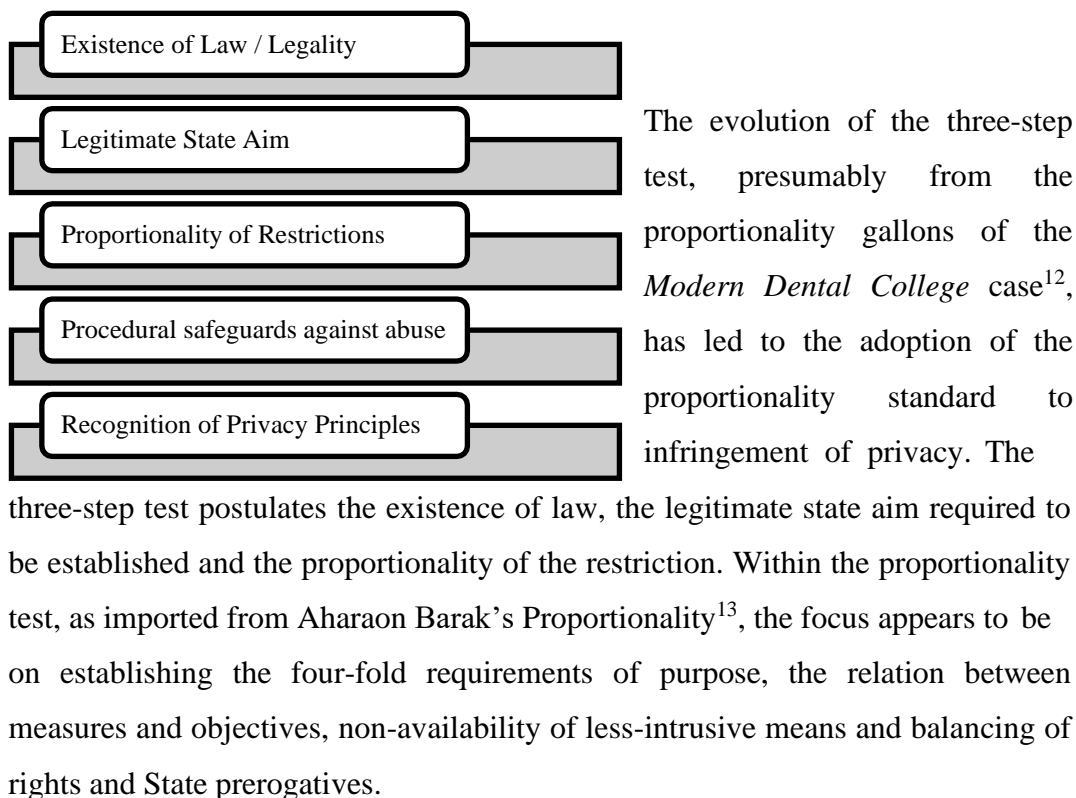 Existence of Law / Legality
Legitimate State Aim
Proportionality of Restrictions
Procedural safeguards against abuse
Recognition of Privacy Principles
The evolution of the three-step
test, presumably from the
proportionality gallons of the
Modern Dental College case12,
has led to the adoption of the
proportionality standard to
infringement of privacy. The
three-step test postulates the existence of law, the legitimate state aim required to
be established and the proportionality of the restriction. Within the proportionality
test, as imported from Aharaon Barak’s Proportionality13, the focus appears to be
on establishing the four-fold requirements of purpose, the relation between
measures and objectives, non-availability of less-intrusive means and balancing of
rights and State prerogatives.